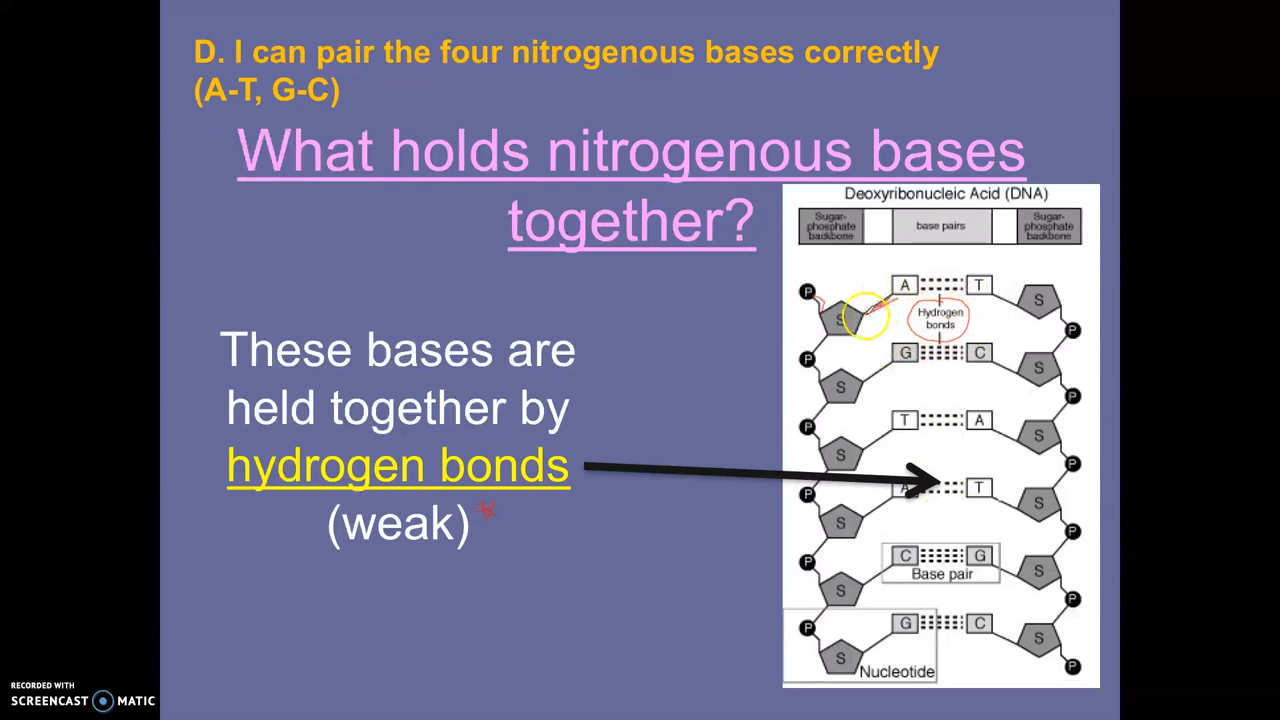 D. I can pair the four nitrogenous bases correctly
(A-T, G-C)
What holds nitrogenous bases
together?
These bases are
held together by
hydrogen bonds
(weak)
Deoxyribonucleic Acid (DNA)
Sugar-
phosphate
backbone
base pairs
Sugar-
phosphate
backbone
P
S
A
T
S
P
Hydrogen
bonds
P
S
G
C
S
P
P
S
T
A
S
P
P
S
A
T
S
P
P
S
C
G
S
P
Base pair
P
S
G
C
S
P
Nucleotide
RECORDED WITH
SCREENCAST MATIC